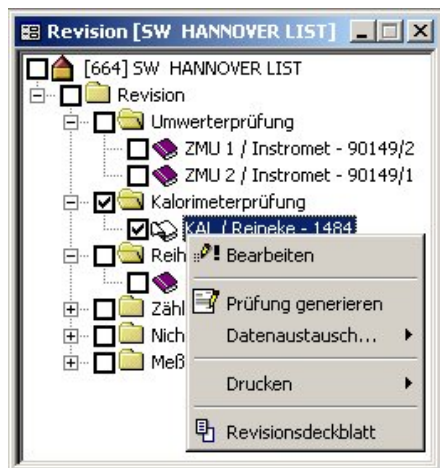 Revision [SW HANNOVER LIST]
[664] SW HANNOVER LIST
Revision
Umwerterprüfung
ZMU 1 / Instromet - 90149/2
ZMU 2 / Instromet - 90149/1
Kalorimeterprüfung
KAL / Reineke - 1484
Reih
Bearbeiten
Prüfung generieren
Zähl
Datenaustausch...
Nich
Meß
Drucken
Revisionsdeckblatt